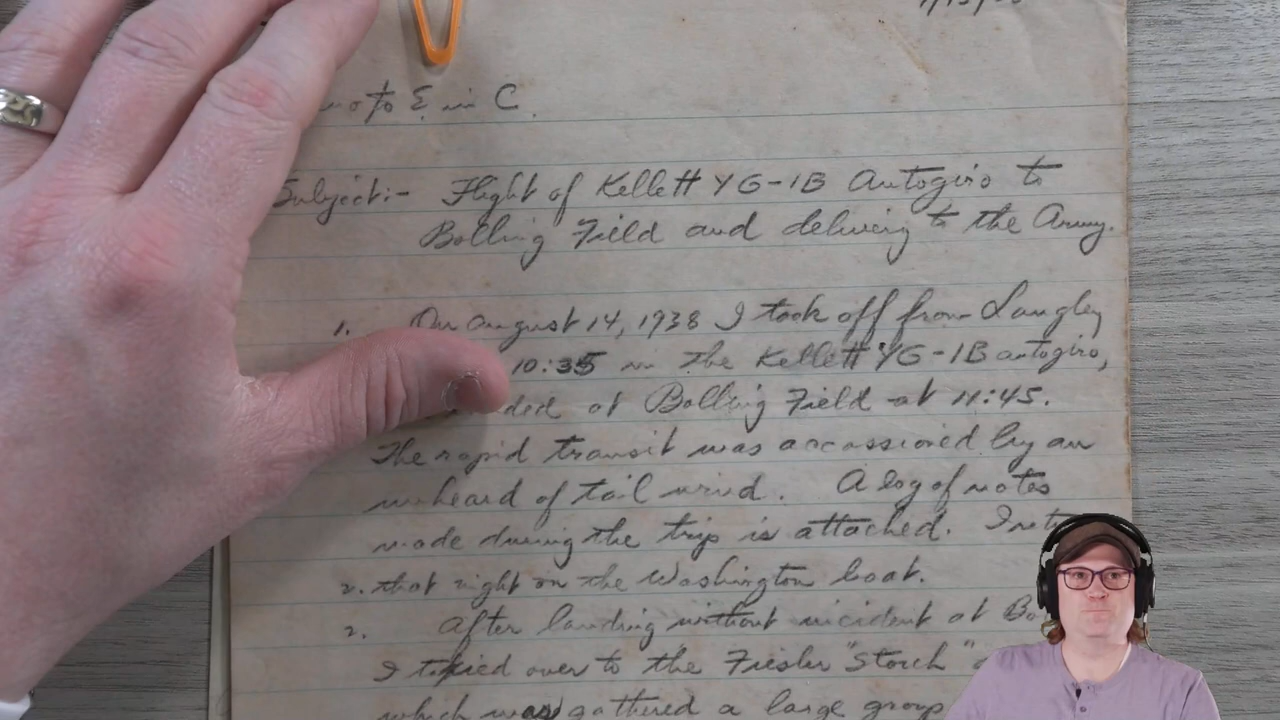 to E in C.
Subject:- Flight of Kellett YG-1B Autogiro to
Bolling Field and delivery to the Army.
1. On August 14, 1938 I took off from Langley
10:35 in the Kellett YG-1B autogiro,
ded at Bolling Field at 11:45.
The rapid transit was occassioned by an
unheard of tail wind. A log of notes
made during the trip is attached. I
that night on the Washington boat.
2. After landing without incident at
I taxied over to the Fiesler "Storch"
which was gathered a large group